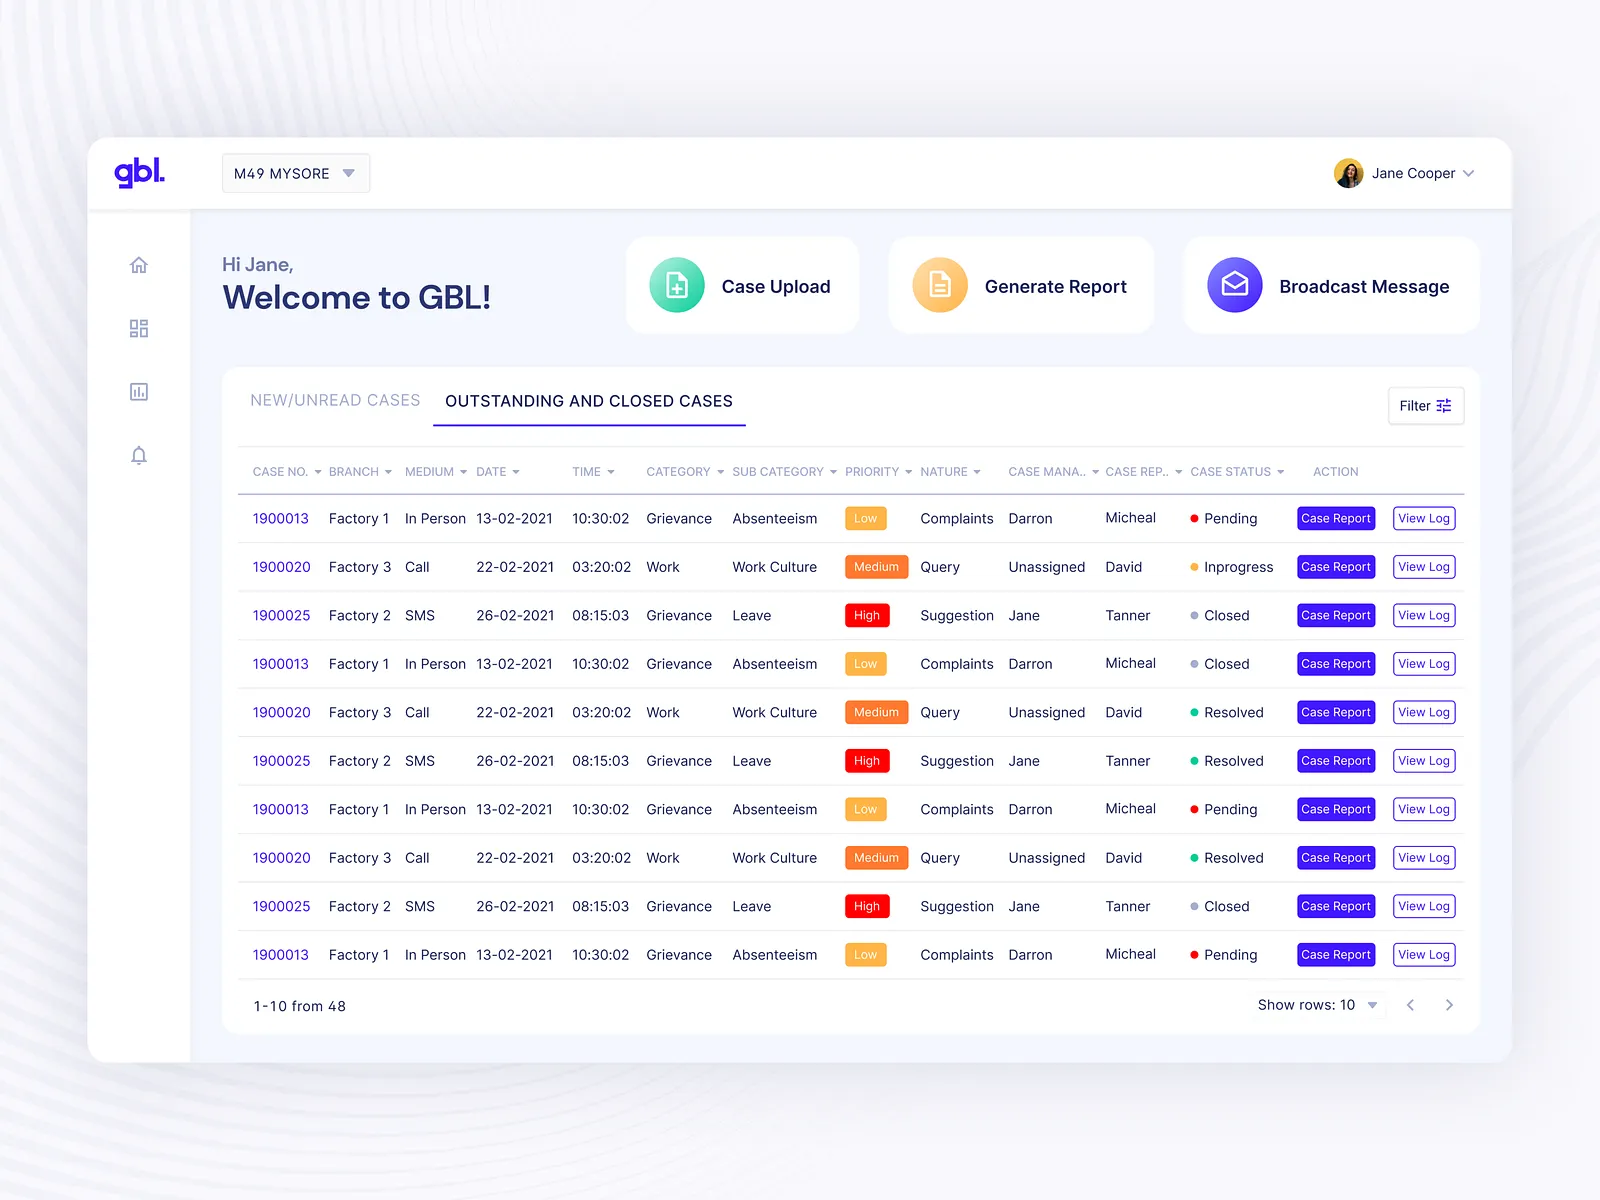 gbl.
M49 MYSORE
Jane Cooper
Hi Jane,
Welcome to GBL!
Case Upload
Generate Report
Broadcast Message
NEW/UNREAD CASES OUTSTANDING AND CLOSED CASES
Filter
CASE NO. BRANCH MEDIUM DATE TIME CATEGORY SUB CATEGORY PRIORITY NATURE CASE MANA.. CASE REP.. CASE STATUS ACTION
1900013 Factory 1 In Person 13-02-2021 10:30:02 Grievance Absenteeism Low Complaints Darron Micheal Pending Case Report View Log
1900020 Factory 3 Call 22-02-2021 03:20:02 Work Work Culture Medium Query Unassigned David Inprogress Case Report View Log
1900025 Factory 2 SMS 26-02-2021 08:15:03 Grievance Leave High Suggestion Jane Tanner Closed Case Report View Log
1900013 Factory 1 In Person 13-02-2021 10:30:02 Grievance Absenteeism Low Complaints Darron Micheal Closed Case Report View Log
1900020 Factory 3 Call 22-02-2021 03:20:02 Work Work Culture Medium Query Unassigned David Resolved Case Report View Log
1900025 Factory 2 SMS 26-02-2021 08:15:03 Grievance Leave High Suggestion Jane Tanner Resolved Case Report View Log
1900013 Factory 1 In Person 13-02-2021 10:30:02 Grievance Absenteeism Low Complaints Darron Micheal Pending Case Report View Log
1900020 Factory 3 Call 22-02-2021 03:20:02 Work Work Culture Medium Query Unassigned David Resolved Case Report View Log
1900025 Factory 2 SMS 26-02-2021 08:15:03 Grievance Leave High Suggestion Jane Tanner Closed Case Report View Log
1900013 Factory 1 In Person 13-02-2021 10:30:02 Grievance Absenteeism Low Complaints Darron Micheal Pending Case Report View Log
1-10 from 48
Show rows: 10